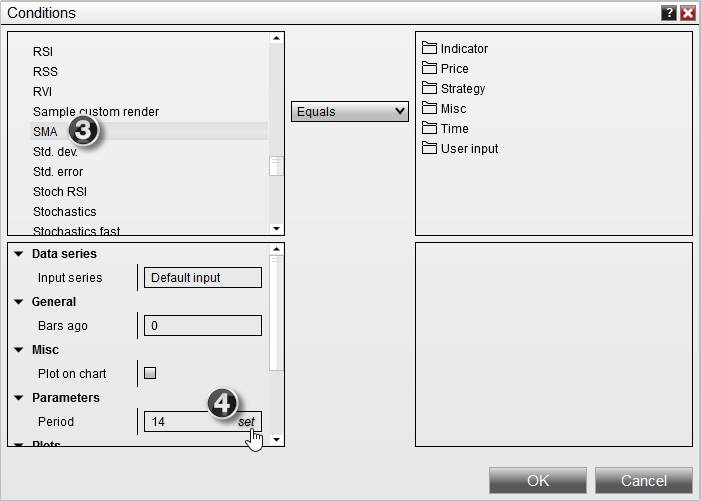 Conditions
?
RSI
RSS
RVI
Sample custom render
SMA
3
Std. dev.
Std. error
Stoch RSI
Stochastics
Stochastics fast
Equals
Indicator
Price
Strategy
Misc
Time
User input
Data series
Input series
Default input
General
Bars ago
0
Misc
Plot on chart
Parameters
4
Period
14
set
Plots
OK
Cancel